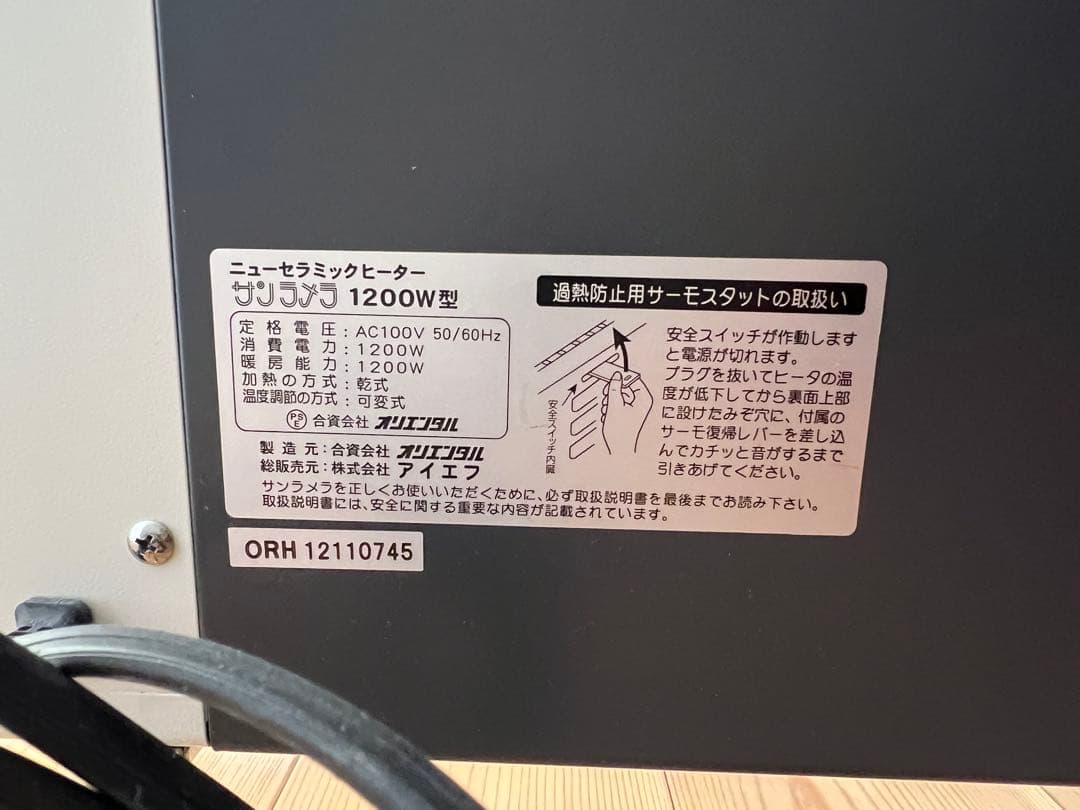 ニューセラミックヒーター
サンラメラ 1200W型
定格電圧:AC100V 50/60Hz
消費電力:1200W
暖房能力:1200W
加熱の方式:乾式
温度調節の方式:可変式
PSE 合資会社 オリエンタル
製造元:合資会社 オリエンタル
総販売元:株式会社 アイエフ
過熱防止用サーモスタットの取扱い
安全スイッチ内臓
安全スイッチが作動します
と電源が切れます。
プラグを抜いてヒータの温
度が低下してから裏面上部
に設けたみぞ穴に、付属の
サーモ復帰レバーを差し込
んでカチッと音がするまで
引きあげてください。
サンラメラを正しくお使いいただくために、必ず取扱説明書を最後までお読み下さい。
取扱説明書には、安全に関する重要な内容が記載されています。
ORH 12110745